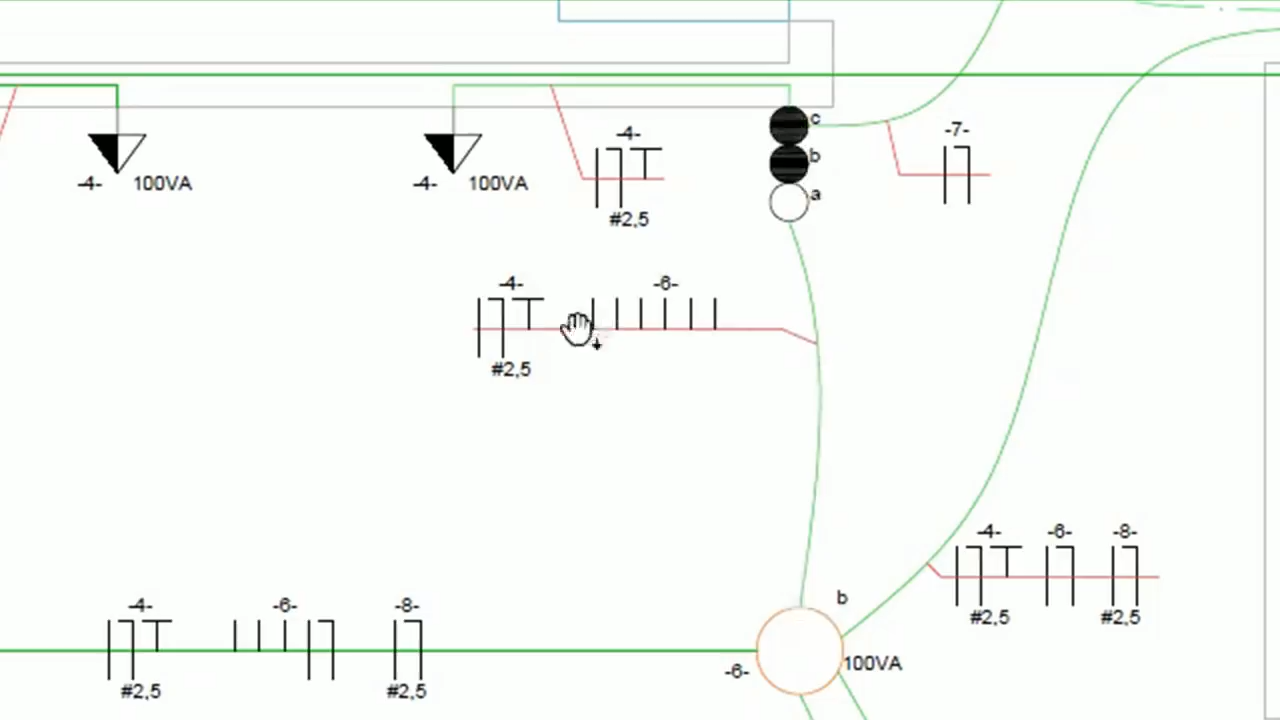 c
-4-
-7-
b
-4- 100VA
-4- 100VA
a
#2,5
-4- -6-
#2,5
-4- -6- -8-
b
-4- -6- -8-
#2,5 #2,5
100VA
-6-
#2,5 #2,5